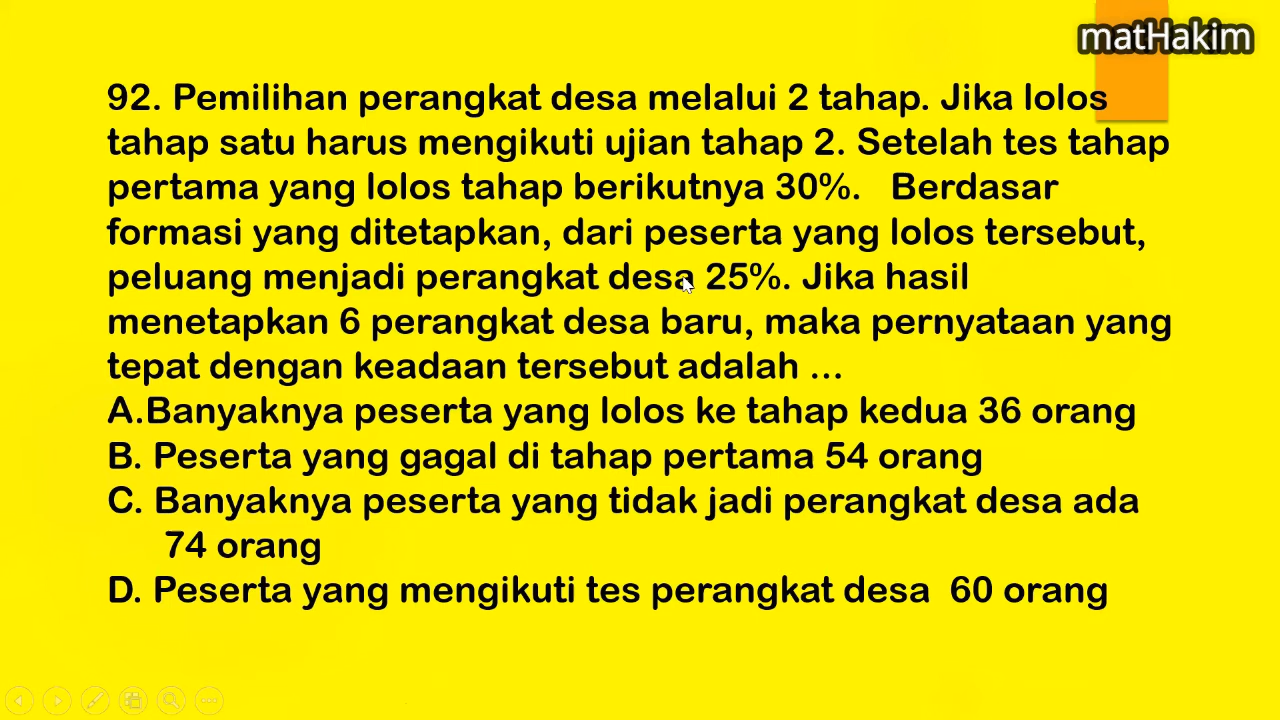 matHakim
92. Pemilihan perangkat desa melalui 2 tahap. Jika lolos
tahap satu harus mengikuti ujian tahap 2. Setelah tes tahap
pertama yang lolos tahap berikutnya 30%. Berdasar
formasi yang ditetapkan, dari peserta yang lolos tersebut,
peluang menjadi perangkat desa 25%. Jika hasil
menetapkan 6 perangkat desa baru, maka pernyataan yang
tepat dengan keadaan tersebut adalah ...
A.Banyaknya peserta yang lolos ke tahap kedua 36 orang
B. Peserta yang gagal di tahap pertama 54 orang
C. Banyaknya peserta yang tidak jadi perangkat desa ada
74 orang
D. Peserta yang mengikuti tes perangkat desa 60 orang